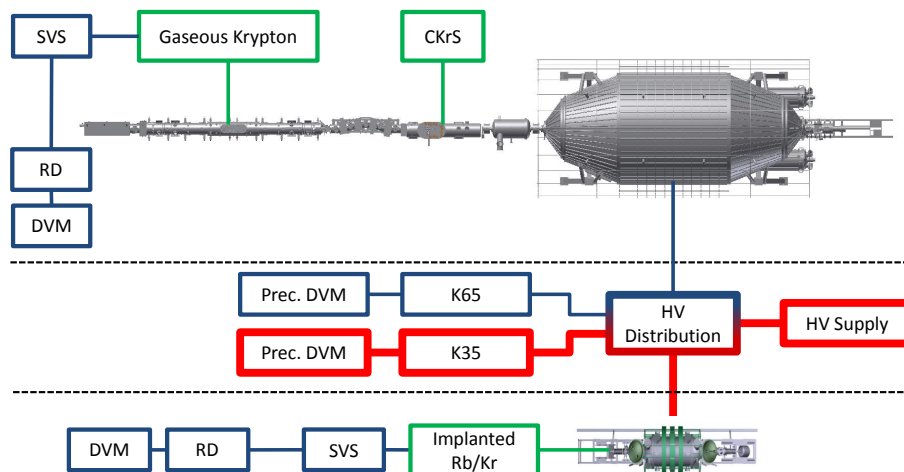 SVS
Gaseous Krypton
CKrS
RD
DVM
Prec. DVM
K65
HV
Distribution
HV Supply
Prec. DVM
K35
DVM
RD
SVS
Implanted
Rb/Kr